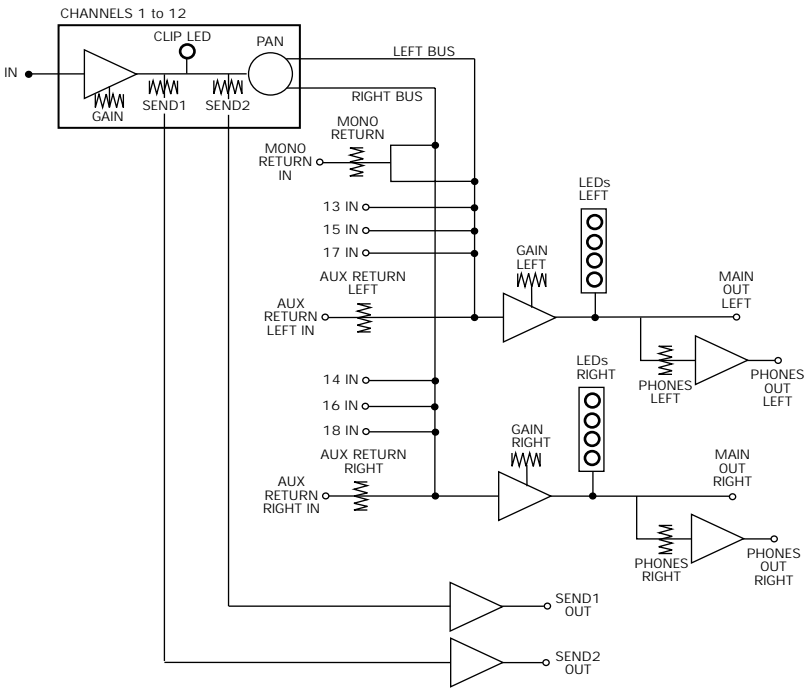 CHANNELS 1 to 12
CLIP LED
PAN
LEFT BUS
IN
RIGHT BUS
GAIN
SEND1
SEND2
MONO
RETURN
MONO
RETURN
IN
13 IN
15 IN
17 IN
LEDs
LEFT
GAIN
LEFT
AUX RETURN
LEFT
MAIN
OUT
LEFT
AUX
RETURN
LEFT IN
LEDs
RIGHT
PHONES
OUT
LEFT
PHONES
LEFT
14 IN
16 IN
18 IN
GAIN
RIGHT
AUX RETURN
RIGHT
MAIN
OUT
RIGHT
AUX
RETURN
RIGHT IN
PHONES
OUT
RIGHT
PHONES
RIGHT
SEND1
OUT
SEND2
OUT